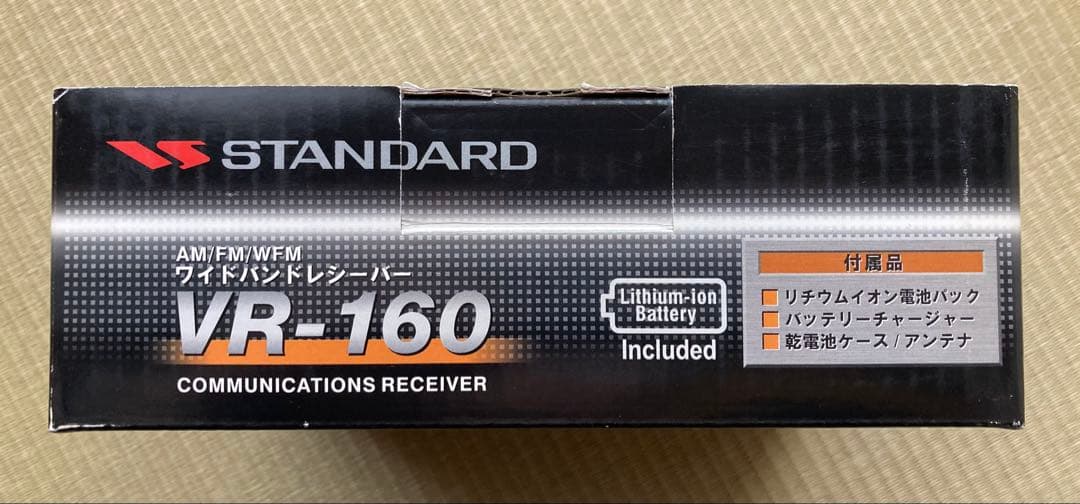 STANDARD
AM/FM/WFM
ワイドバンドレシーバー
VR-160
COMMUNICATIONS RECEIVER
Lithium-ion
Battery
Included
付属品
リチウムイオン電池パック
バッテリーチャージャー
乾電池ケース/アンテナ